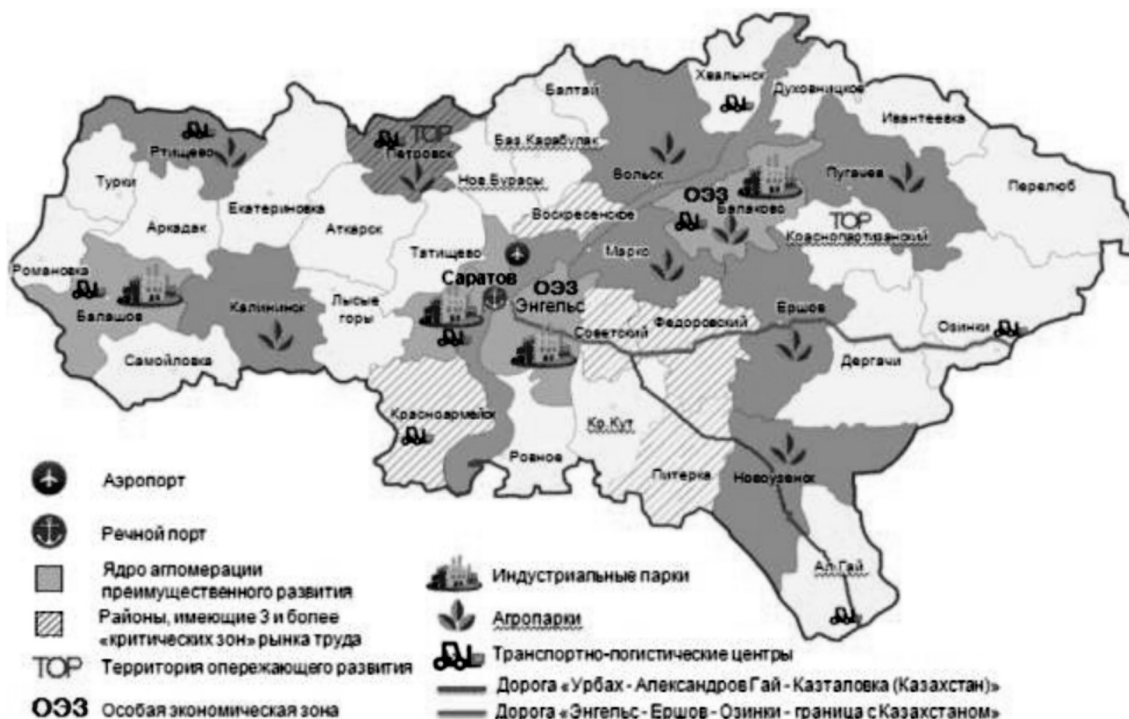 Хвалынск
Духовницкое
Балтай
Ивантеевка
ТОР
Баз.Карабулак
Ртищево
Петровск
Вольск
Пугачев
Нов.Бурасы
ОЭЗ
Турки
Перелюб
Балаково
Екатериновка
Воскресенское
ТОР
Аркадак
Аткарск
Краснопартизанский
Татищево
Марко
Романовка
Саратов
ОЭЗ
Энгельс
Калининск
Лысые
горы
Ершов
Балашов
Федоровский
Озинки
Советский
Самойловка
Дергачи
Красноармейск
Кр.Кут
Ровное
Питерка
Новоузенск
Ал.Гай
Аэропорт
Речной порт
Ядро агломерации
преимущественного развития
Районы, имеющие 3 и более
«критических зон» рынка труда
ТОР Территория опережающего развития
ОЭЗ Особая экономическая зона
Индустриальные парки
Агропарки
Транспортно-логистические центры
Дорога «Урбах - Александров Гай - Казталовка (Казахстан)»
Дорога «Энгельс - Ершов - Озинки - граница с Казахстаном»